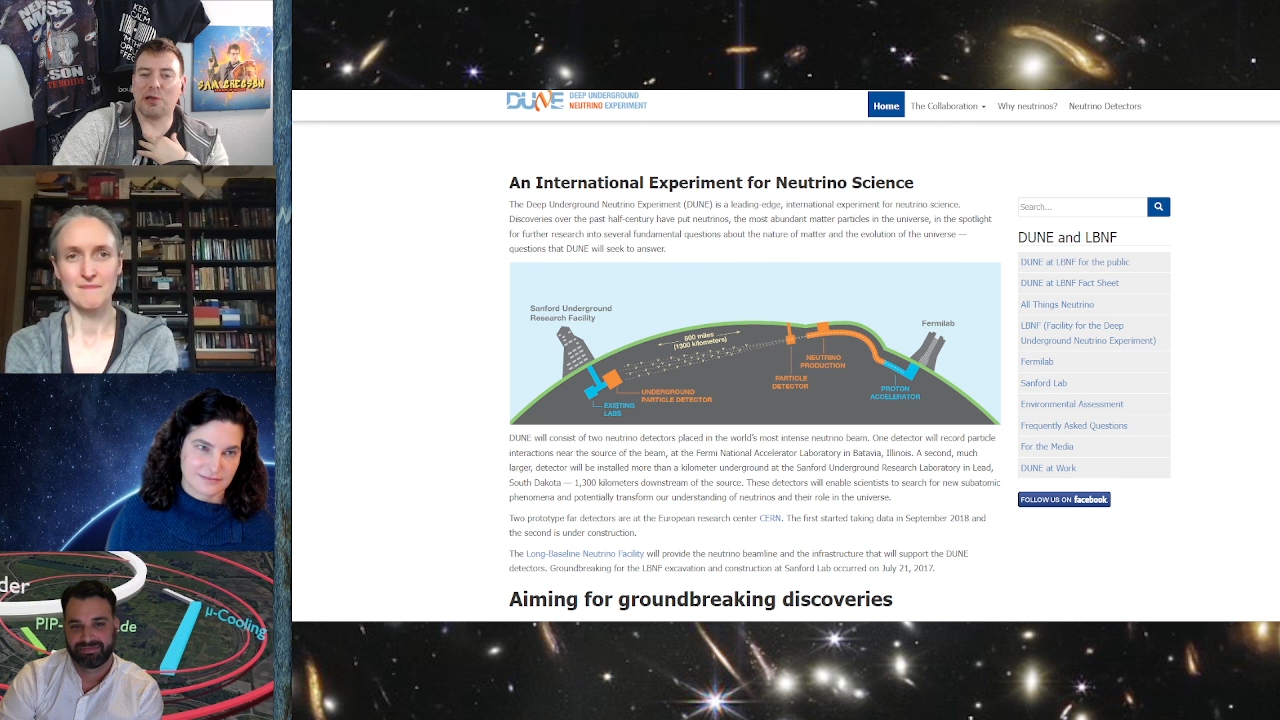 NEIL
MISS
SON
ASTEROIDS
KEEP
CALM
I'M THE
SAM GREGSON
der
PIP-
de
µ-Cooling
DUNE DEEP UNDERGROUND
NEUTRINO EXPERIMENT
Home The Collaboration Why neutrinos? Neutrino Detectors
An International Experiment for Neutrino Science
The Deep Underground Neutrino Experiment (DUNE) is a leading-edge, international experiment for neutrino science.
Discoveries over the past half-century have put neutrinos, the most abundant matter particles in the universe, in the spotlight
for further research into several fundamental questions about the nature of matter and the evolution of the universe —
questions that DUNE will seek to answer.
Sanford Underground
Research Facility
Fermilab
800 miles
(1300 kilometers)
NEUTRINO
PRODUCTION
PARTICLE
DETECTOR
PROTON
ACCELERATOR
UNDERGROUND
PARTICLE DETECTOR
EXISTING
LABS
DUNE will consist of two neutrino detectors placed in the world's most intense neutrino beam. One detector will record particle
interactions near the source of the beam, at the Fermi National Accelerator Laboratory in Batavia, Illinois. A second, much
larger, detector will be installed more than a kilometer underground at the Sanford Underground Research Laboratory in Lead,
South Dakota — 1,300 kilometers downstream of the source. These detectors will enable scientists to search for new subatomic
phenomena and potentially transform our understanding of neutrinos and their role in the universe.
Two prototype far detectors are at the European research center CERN. The first started taking data in September 2018 and
the second is under construction.
The Long-Baseline Neutrino Facility will provide the neutrino beamline and the infrastructure that will support the DUNE
detectors. Groundbreaking for the LBNF excavation and construction at Sanford Lab occurred on July 21, 2017.
Aiming for groundbreaking discoveries
Search...
DUNE and LBNF
DUNE at LBNF for the public
DUNE at LBNF Fact Sheet
All Things Neutrino
LBNF (Facility for the Deep
Underground Neutrino Experiment)
Fermilab
Sanford Lab
Environmental Assessment
Frequently Asked Questions
For the Media
DUNE at Work
FOLLOW US ON facebook